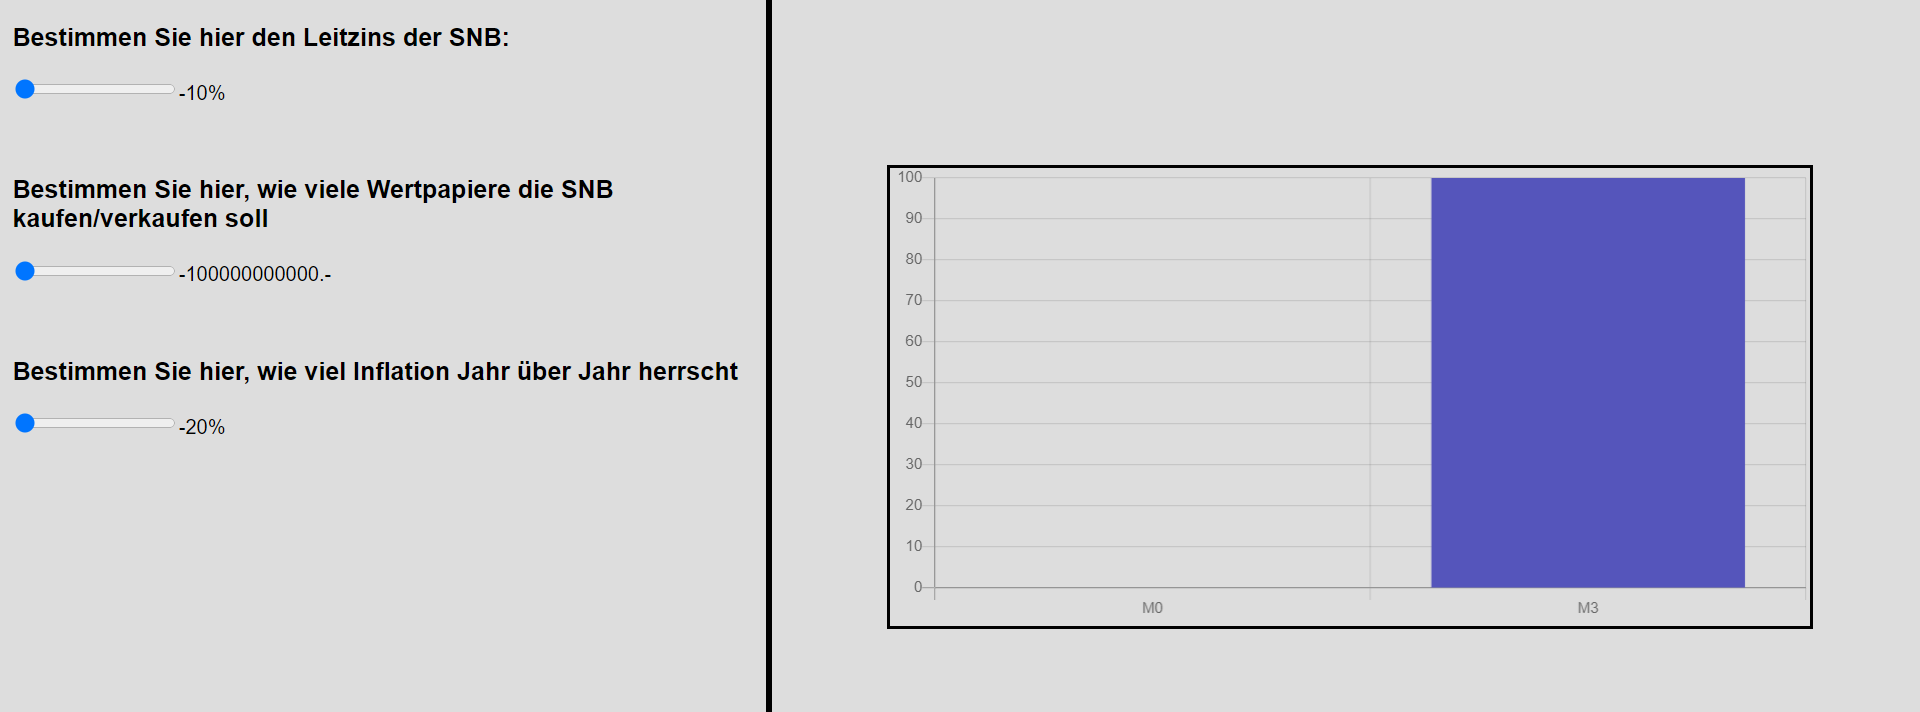 Bestimmen Sie hier den Leitzins der SNB:
-10%
Bestimmen Sie hier, wie viele Wertpapiere die SNB
kaufen/verkaufen soll
-100000000000.-
Bestimmen Sie hier, wie viel Inflation Jahr über Jahr herrscht
-20%
100
90
80
70
60
50
40
30
20
10
0
M0 M3